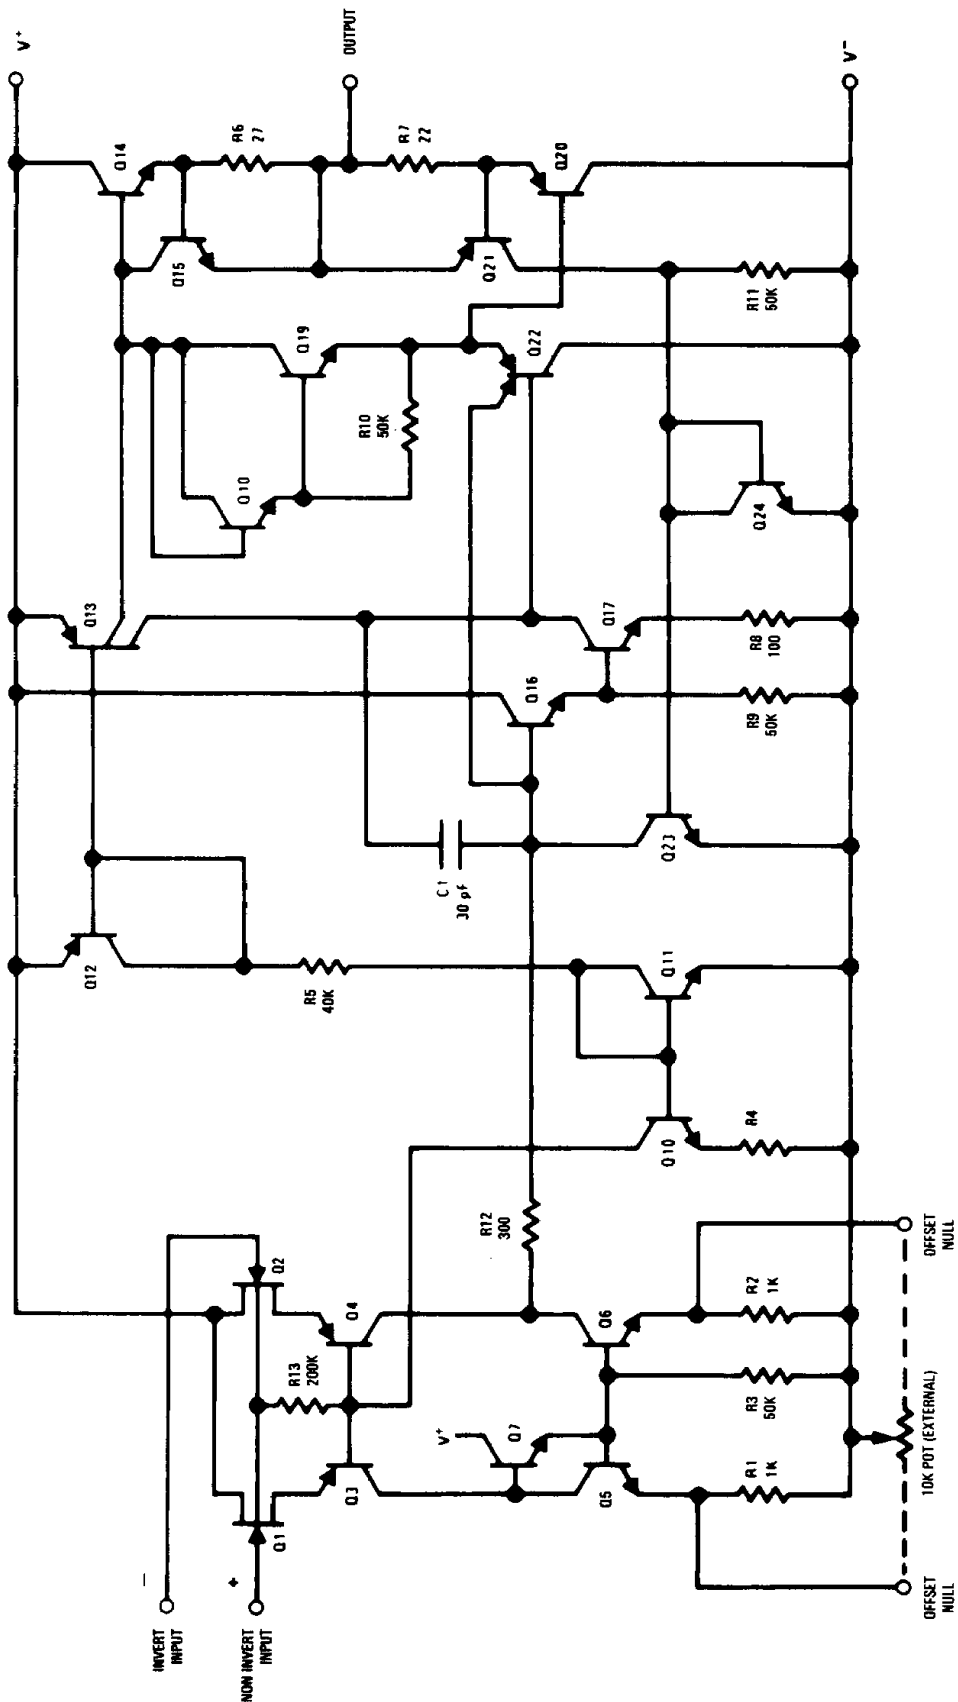 INVERT
INPUT
−
NON INVERT
INPUT
+
Q1
Q2
R13
200K
Q3
Q4
V+
Q7
Q5
Q6
R1
1K
R3
50K
R2
1K
OFFSET
NULL
10K POT (EXTERNAL)
OFFSET
NULL
R12
300
Q10
R4
Q11
R5
40K
Q12
C1
30 pf
Q23
Q13
Q16
Q17
R9
50K
R8
100
Q10
Q19
R10
50K
Q22
Q24
R11
50K
Q15
Q14
R6
27
R7
22
Q21
Q20
V+
OUTPUT
V−